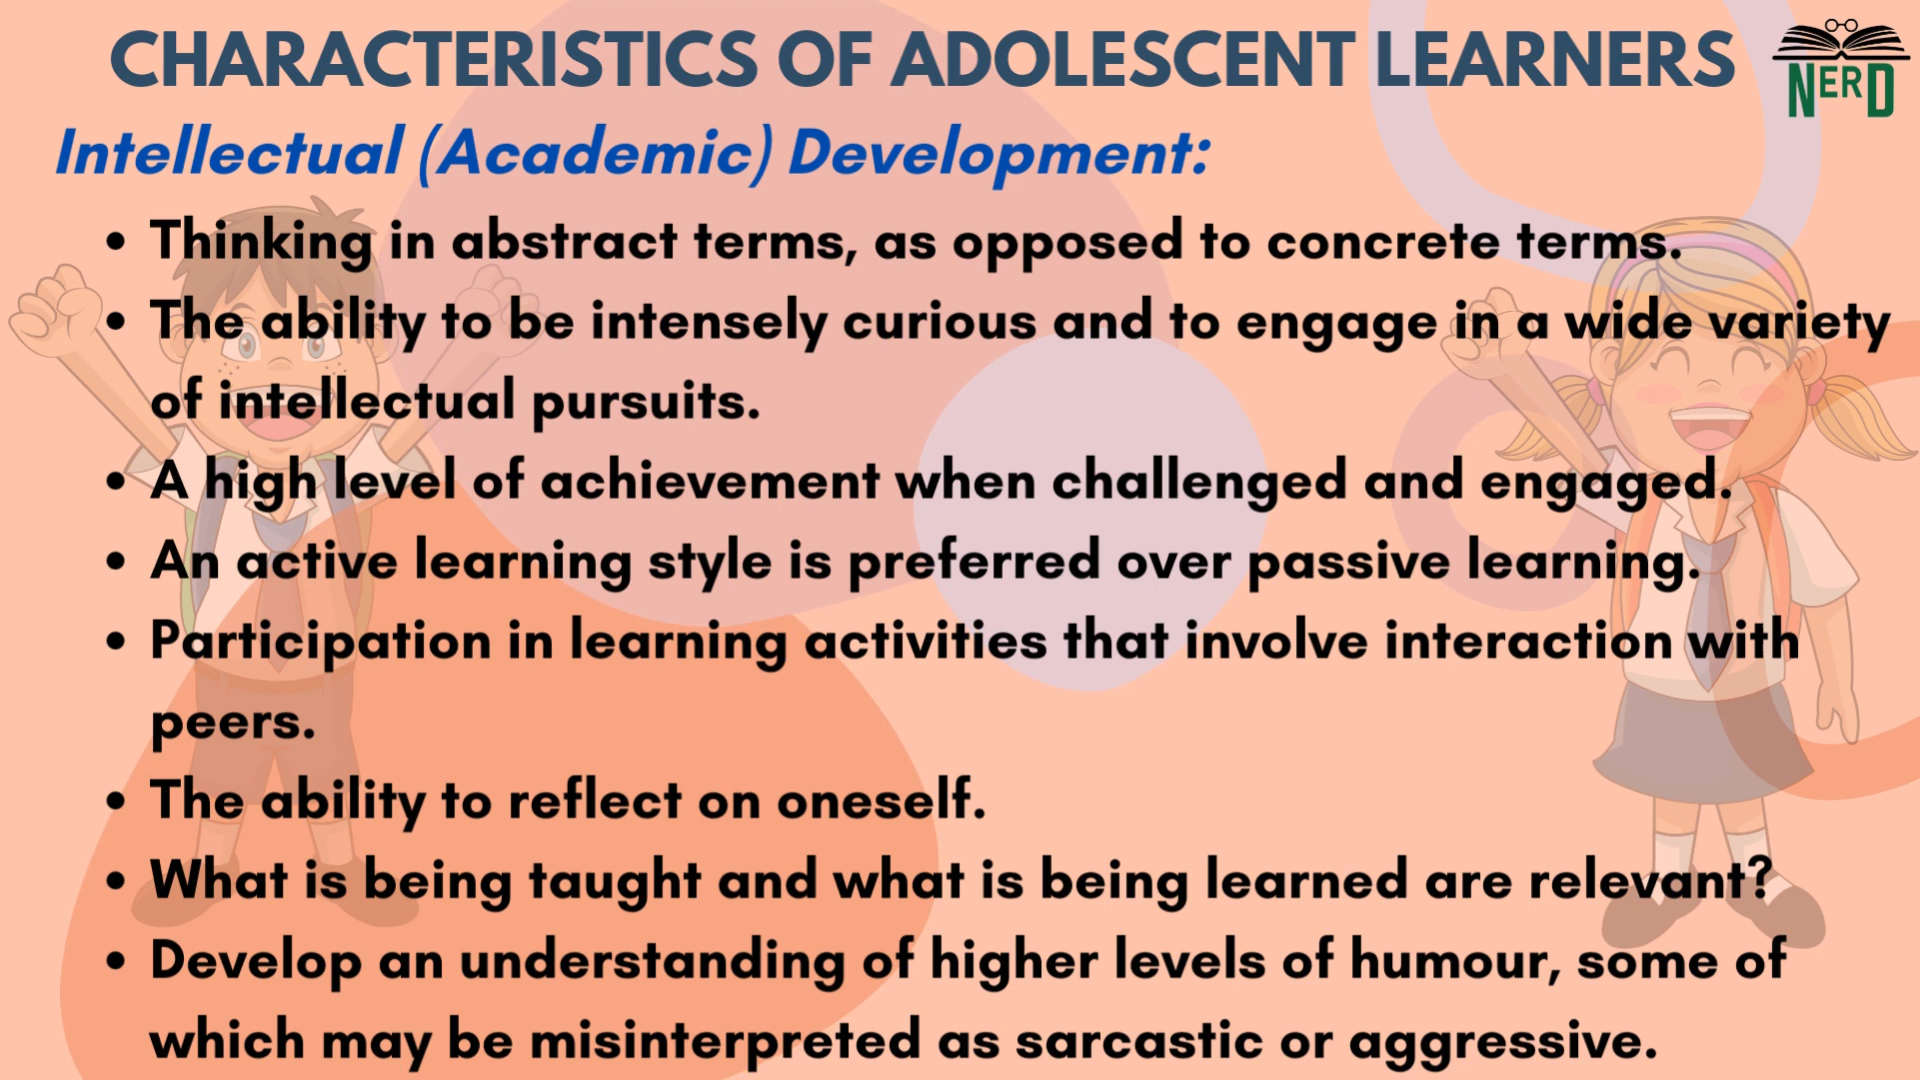 CHARACTERISTICS OF ADOLESCENT LEARNERS
NERD
Intellectual (Academic) Development:
• Thinking in abstract terms, as opposed to concrete terms.
• The ability to be intensely curious and to engage in a wide variety
of intellectual pursuits.
• A high level of achievement when challenged and engaged.
• An active learning style is preferred over passive learning.
• Participation in learning activities that involve interaction with
peers.
• The ability to reflect on oneself.
• What is being taught and what is being learned are relevant?
• Develop an understanding of higher levels of humour, some of
which may be misinterpreted as sarcastic or aggressive.